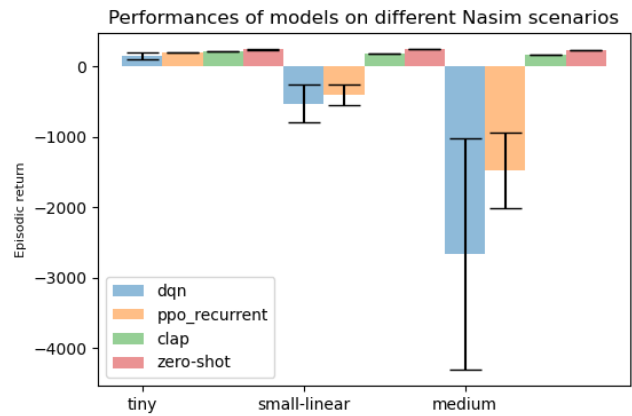 Performances of models on different Nasim scenarios
Episodic return
0
−1000
−2000
−3000
−4000
dqn
ppo_recurrent
clap
zero-shot
tiny
small-linear
medium